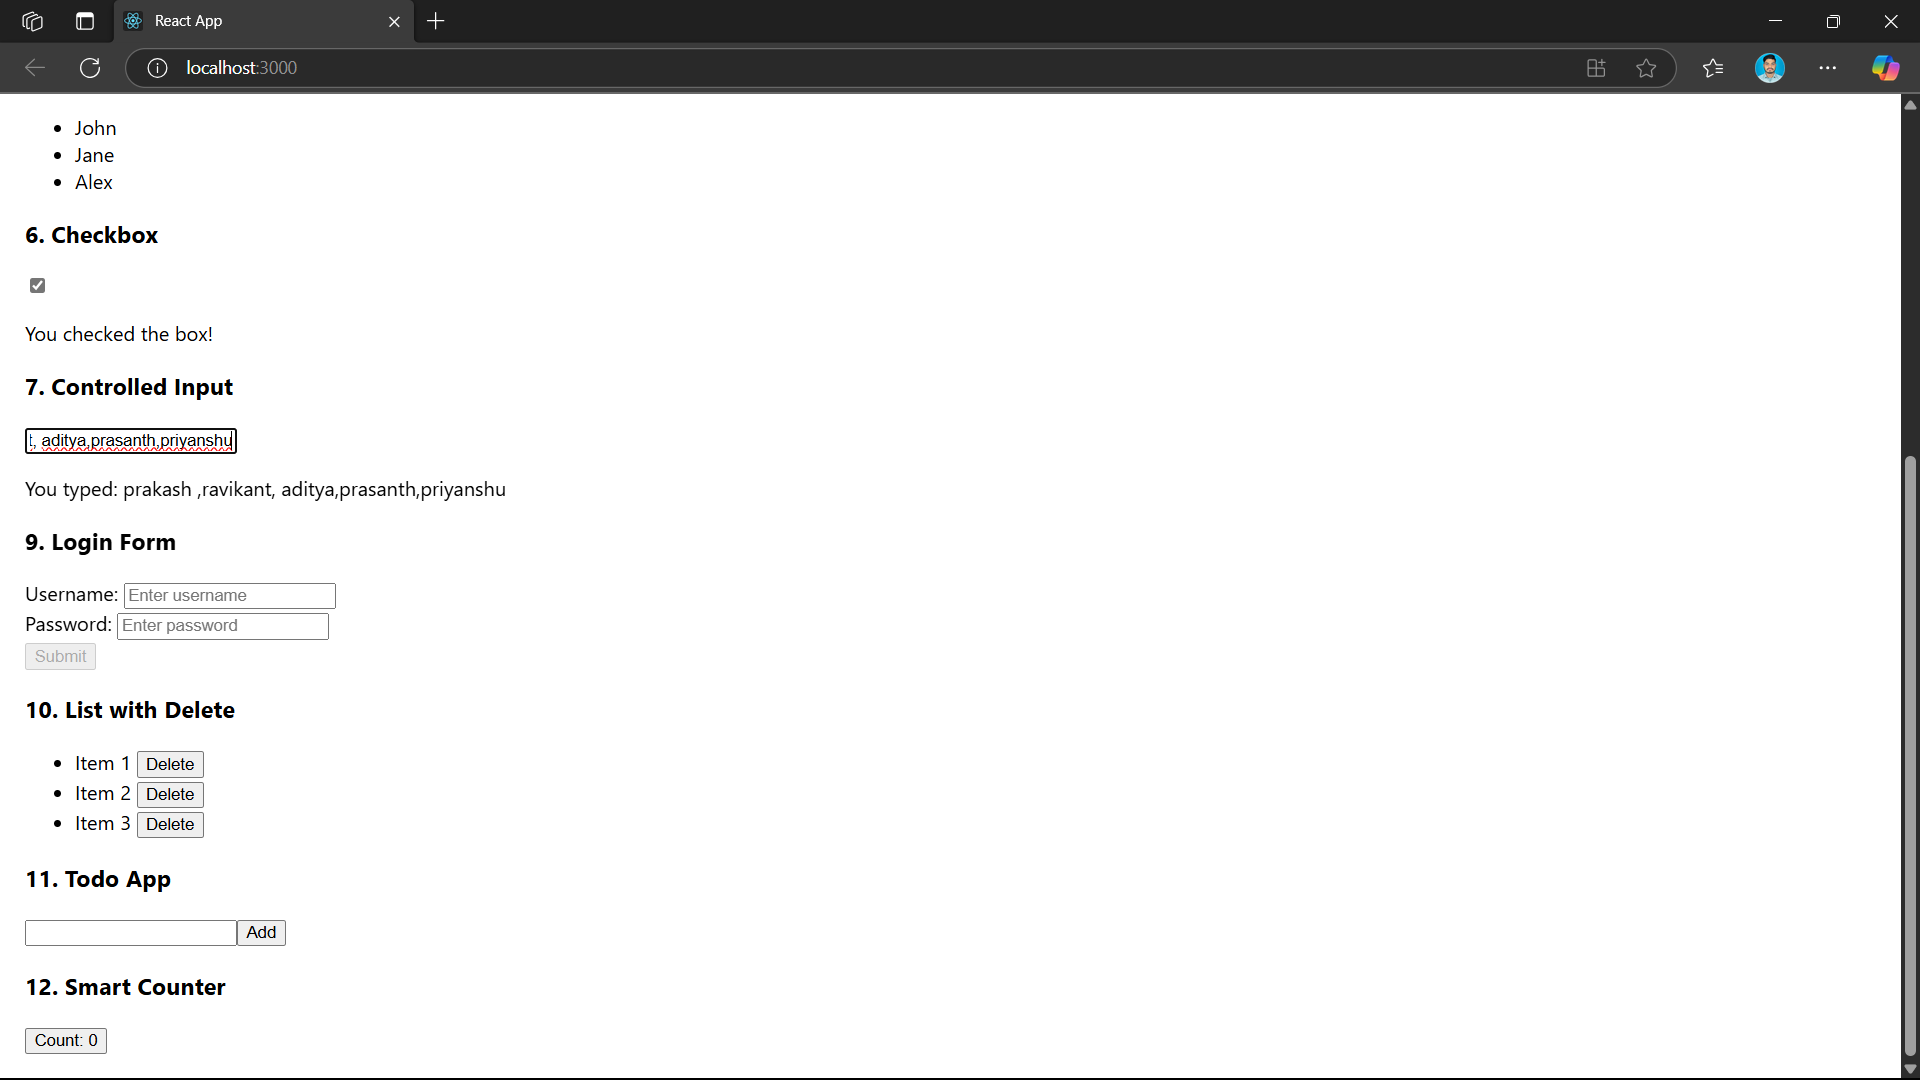 React App
localhost:3000
John
Jane
Alex
6. Checkbox
You checked the box!
7. Controlled Input
t, aditya,prasanth,priyanshu
You typed: prakash ,ravikant, aditya,prasanth,priyanshu
9. Login Form
Username: Enter username
Password: Enter password
Submit
10. List with Delete
Item 1 Delete
Item 2 Delete
Item 3 Delete
11. Todo App
Add
12. Smart Counter
Count: 0